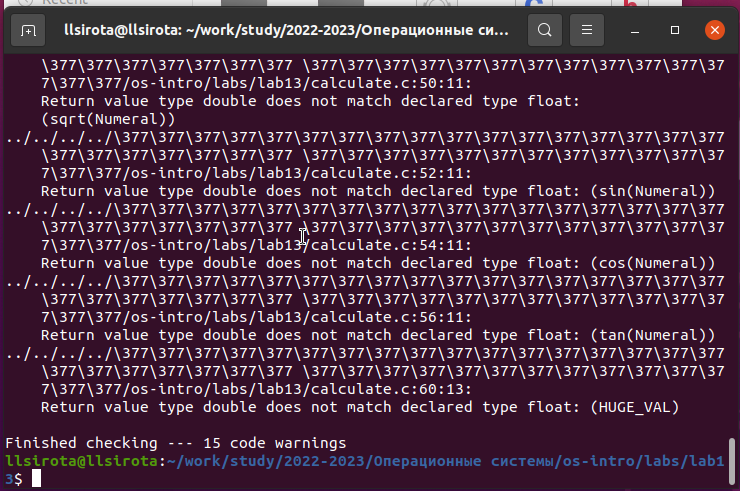 Recent
llsirota@llsirota: ~/work/study/2022-2023/Операционные си...
\377\377\377\377\377\377\377 \377\377\377\377\377\377\377\377\377\377\377\37
7\377\377/os-intro/labs/lab13/calculate.c:50:11:
Return value type double does not match declared type float:
(sqrt(Numeral))
../../../../\377\377\377\377\377\377\377\377\377\377\377\377\377\377\377\377\377
\377\377\377\377\377\377\377 \377\377\377\377\377\377\377\377\377\377\377\37
7\377\377/os-intro/labs/lab13/calculate.c:52:11:
Return value type double does not match declared type float: (sin(Numeral))
../../../../\377\377\377\377\377\377\377\377\377\377\377\377\377\377\377\377\377
\377\377\377\377\377\377\377 \377\377\377\377\377\377\377\377\377\377\377\37
7\377\377/os-intro/labs/lab13/calculate.c:54:11:
Return value type double does not match declared type float: (cos(Numeral))
../../../../\377\377\377\377\377\377\377\377\377\377\377\377\377\377\377\377\377
\377\377\377\377\377\377\377 \377\377\377\377\377\377\377\377\377\377\377\37
7\377\377/os-intro/labs/lab13/calculate.c:56:11:
Return value type double does not match declared type float: (tan(Numeral))
../../../../\377\377\377\377\377\377\377\377\377\377\377\377\377\377\377\377\377
\377\377\377\377\377\377\377 \377\377\377\377\377\377\377\377\377\377\377\37
7\377\377/os-intro/labs/lab13/calculate.c:60:13:
Return value type double does not match declared type float: (HUGE_VAL)
Finished checking --- 15 code warnings
llsirota@llsirota:~/work/study/2022-2023/Операционные системы/os-intro/labs/lab1
3$